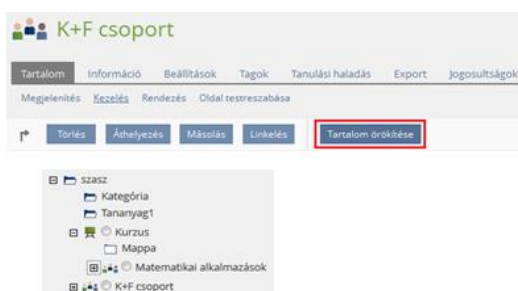 K+F csoport
Tartalom Információ Beállítások Tagok Tanulási haladás Export Jogosultságok
Megjelenítés Kezelés Rendezés Oldal testreszabása
Törlés Áthelyezés Másolás Linkelés Tartalom örökítése
szasz
Kategória
Tananyag1
Kurzus
Mappa
Matematikai alkalmazások
K+F csoport